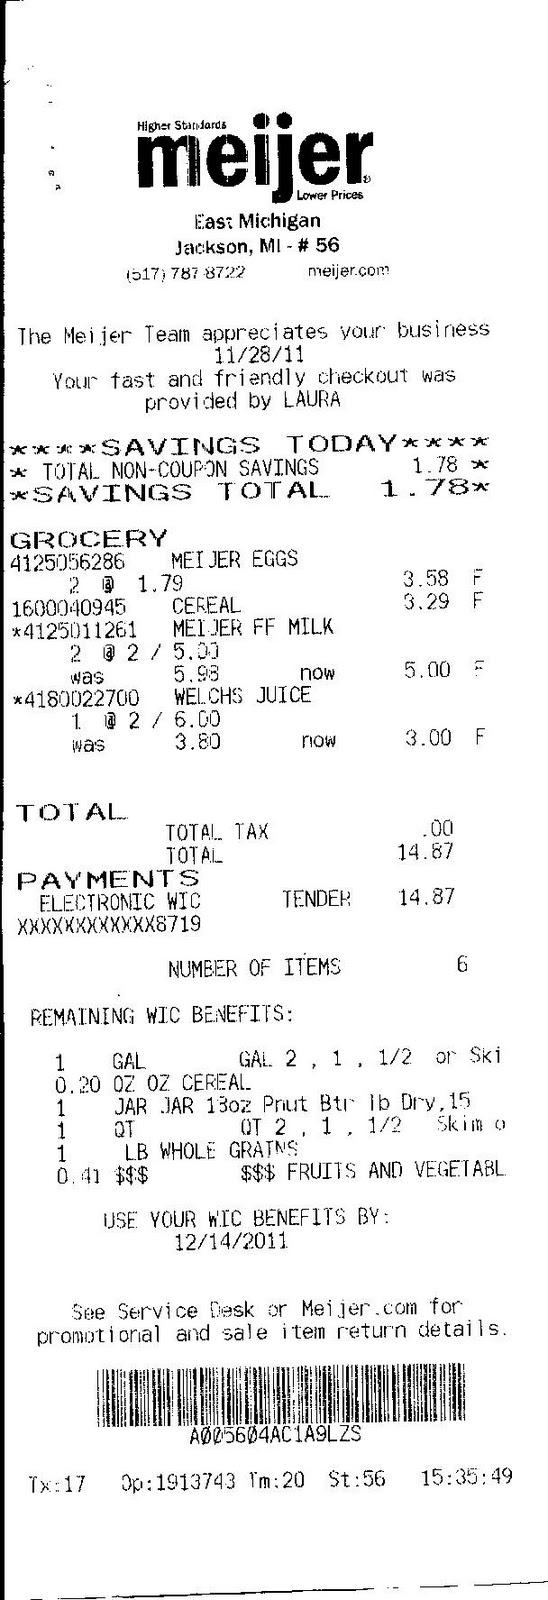 Higher Standards
meijer
Lower Prices
East Michigan
Jackson, MI - # 56
(517) 787-8722 meijer.com
The Meijer Team appreciates your business
11/28/11
Your fast and friendly checkout was
provided by LAURA
****SAVINGS TODAY****
* TOTAL NON-COUPON SAVINGS 1.78 *
*SAVINGS TOTAL 1.78*
GROCERY
4125056286 MEIJER EGGS
2 @ 1.79 3.58 F
1600040945 CEREAL 3.29 F
*4125011261 MEIJER FF MILK
2 @ 2 / 5.00
was 5.98 now 5.00 F
*4180022700 WELCHS JUICE
1 @ 2 / 6.00
was 3.80 now 3.00 F
TOTAL
TOTAL TAX .00
TOTAL 14.87
PAYMENTS
ELECTRONIC WIC TENDER 14.87
XXXXXXXXXXXX8719
NUMBER OF ITEMS 6
REMAINING WIC BENEFITS:
1 GAL GAL 2 , 1 , 1/2 or Ski
0.20 OZ OZ CEREAL
1 JAR JAR 18oz Pnut Btr lb Dry,15
1 QT QT 2 , 1 , 1/2 Skim o
1 LB WHOLE GRAINS
0.41 $$$ $$$ FRUITS AND VEGETABL
USE YOUR WIC BENEFITS BY:
12/14/2011
See Service Desk or Meijer.com for
promotional and sale item return details.
A005604AC1A9LZS
Tx:17 Op:1913743 Tm:20 St:56 15:35:49